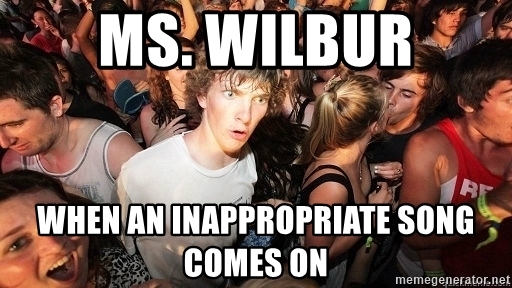 MS. WILBUR
WHEN AN INAPPROPRIATE SONG
COMES ON
memegenerator.net